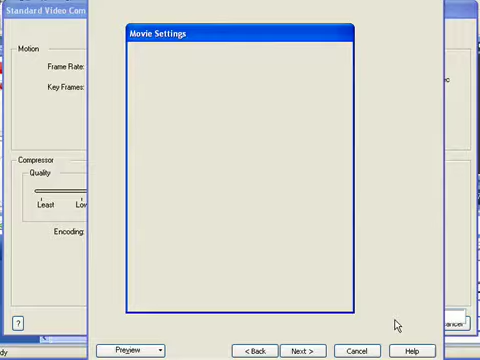 Standard Video Com
Movie Settings
Motion
Frame Rate:
Key Frames:
Compressor
Quality
Least
Low
Encoding:
?
Preview
< Back
Next >
Cancel
Help